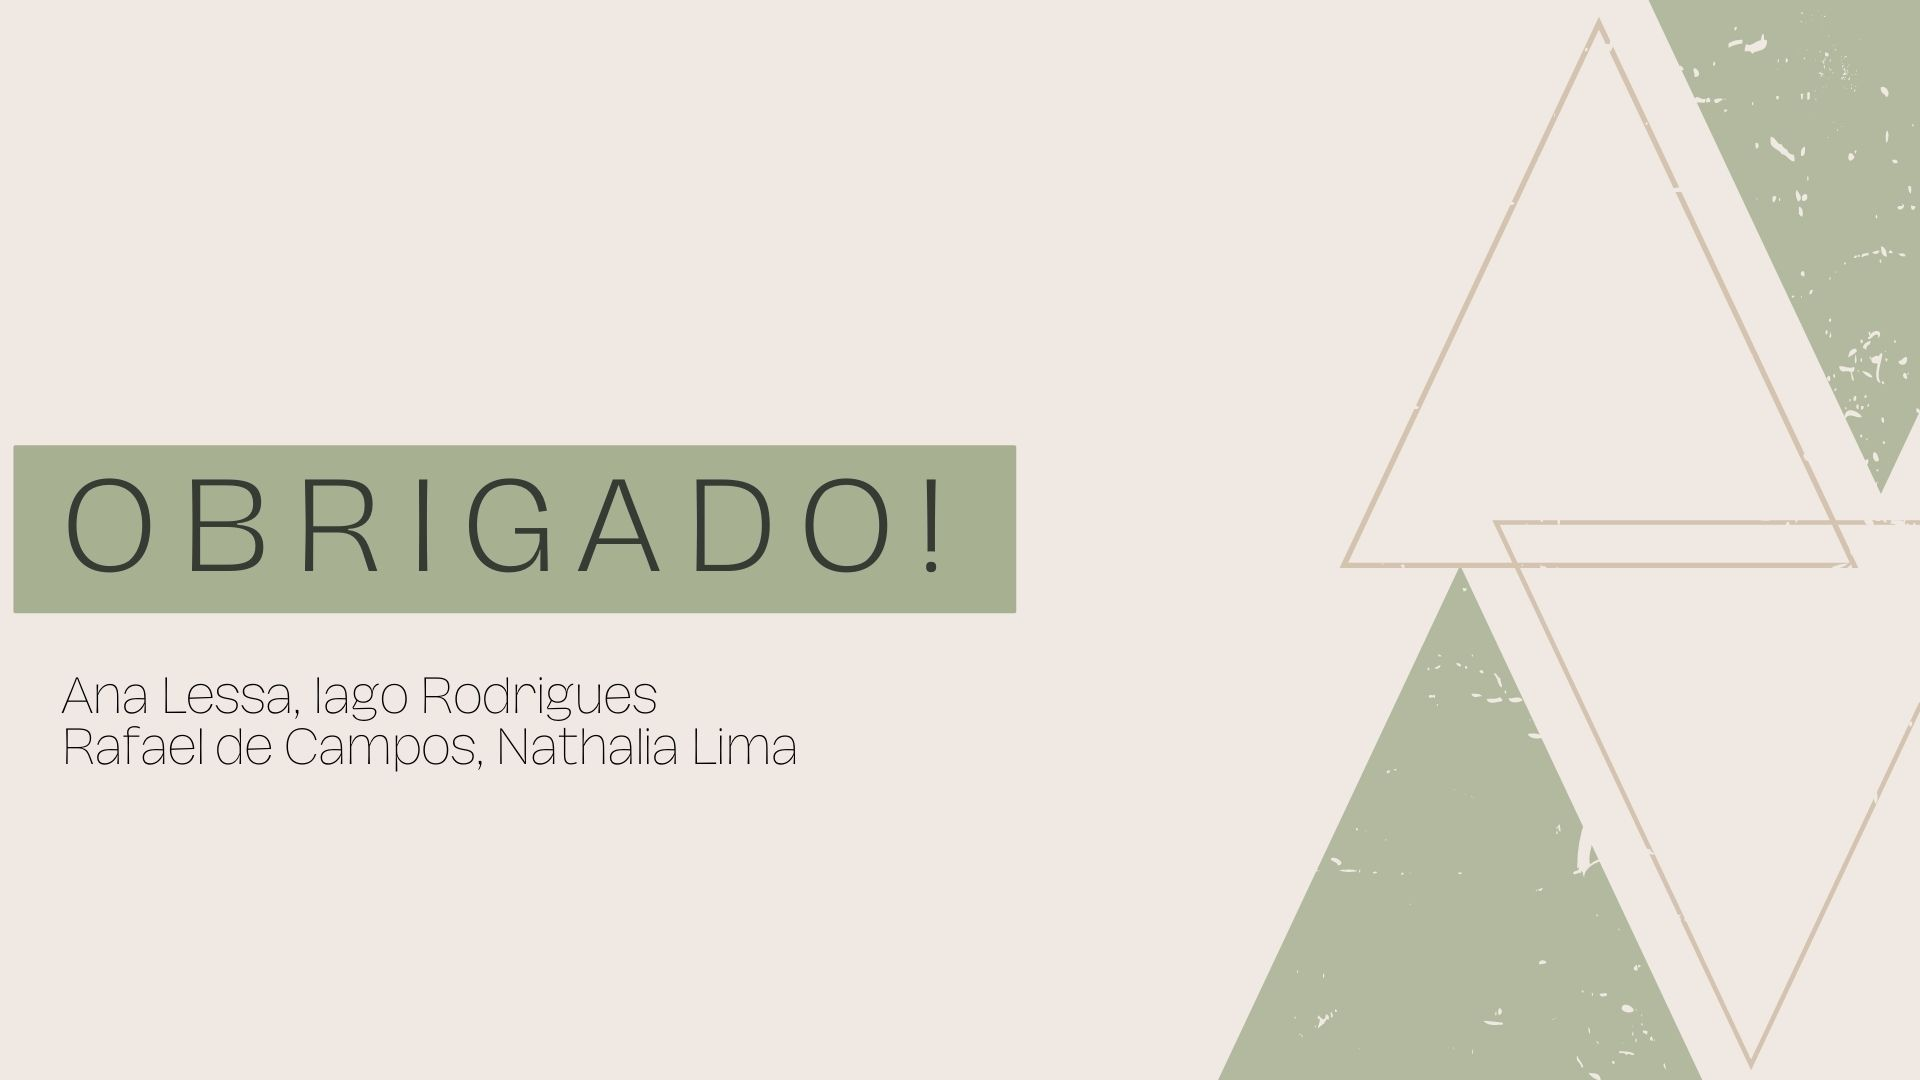 OBRIGADO!
Ana Lessa, Iago Rodrigues
Rafael de Campos, Nathalia Lima